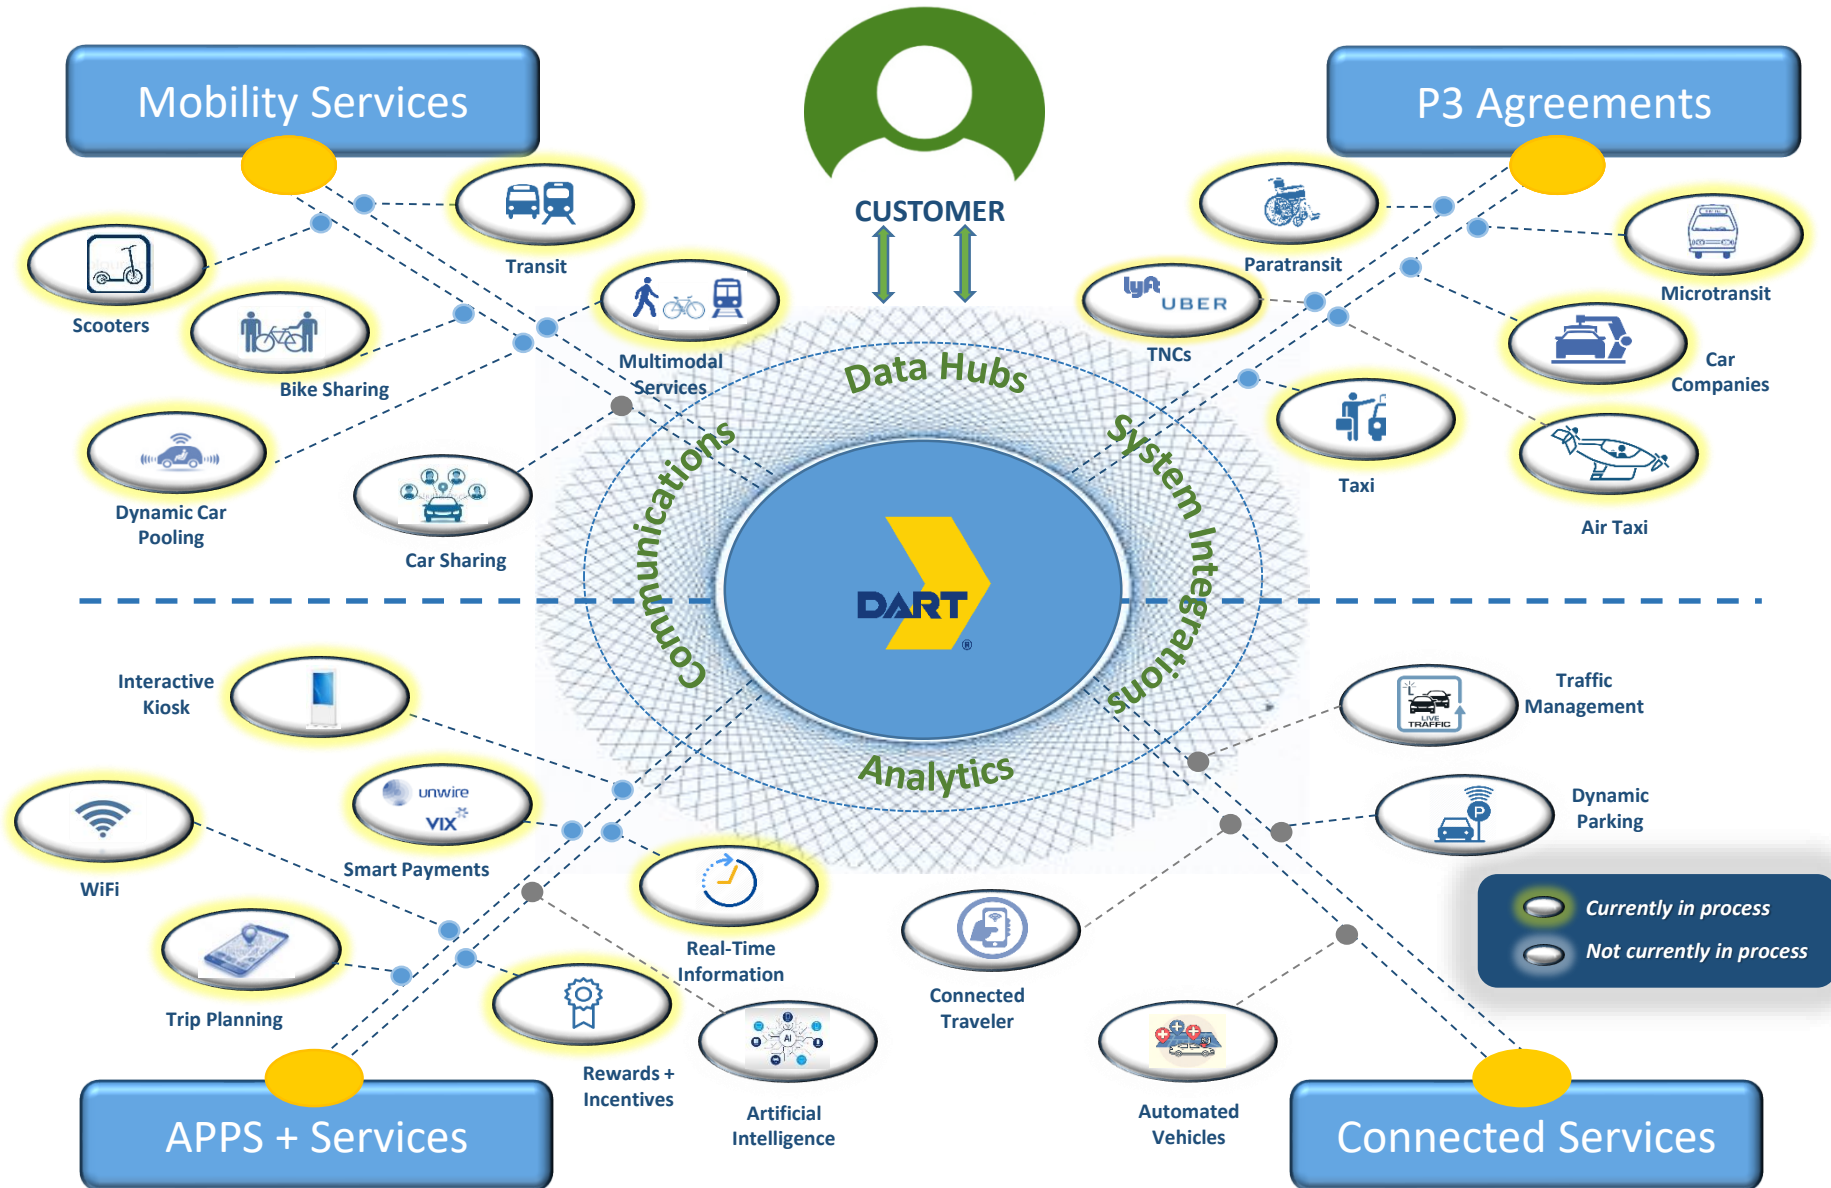 Mobility Services
P3 Agreements
CUSTOMER
Transit
Scooters
Bike Sharing
Multimodal
Services
Dynamic Car
Pooling
Car Sharing
Paratransit
Microtransit
lyft
UBER
TNCs
Car
Companies
Taxi
Air Taxi
Data Hubs
Communications
System Integrations
Analytics
DART
®
Interactive
Kiosk
unwire
VIX
Smart Payments
WiFi
Trip Planning
Real-Time
Information
Rewards +
Incentives
AI
Artificial
Intelligence
LIVE
TRAFFIC
Traffic
Management
P
Dynamic
Parking
Connected
Traveler
Automated
Vehicles
Currently in process
Not currently in process
APPS + Services
Connected Services